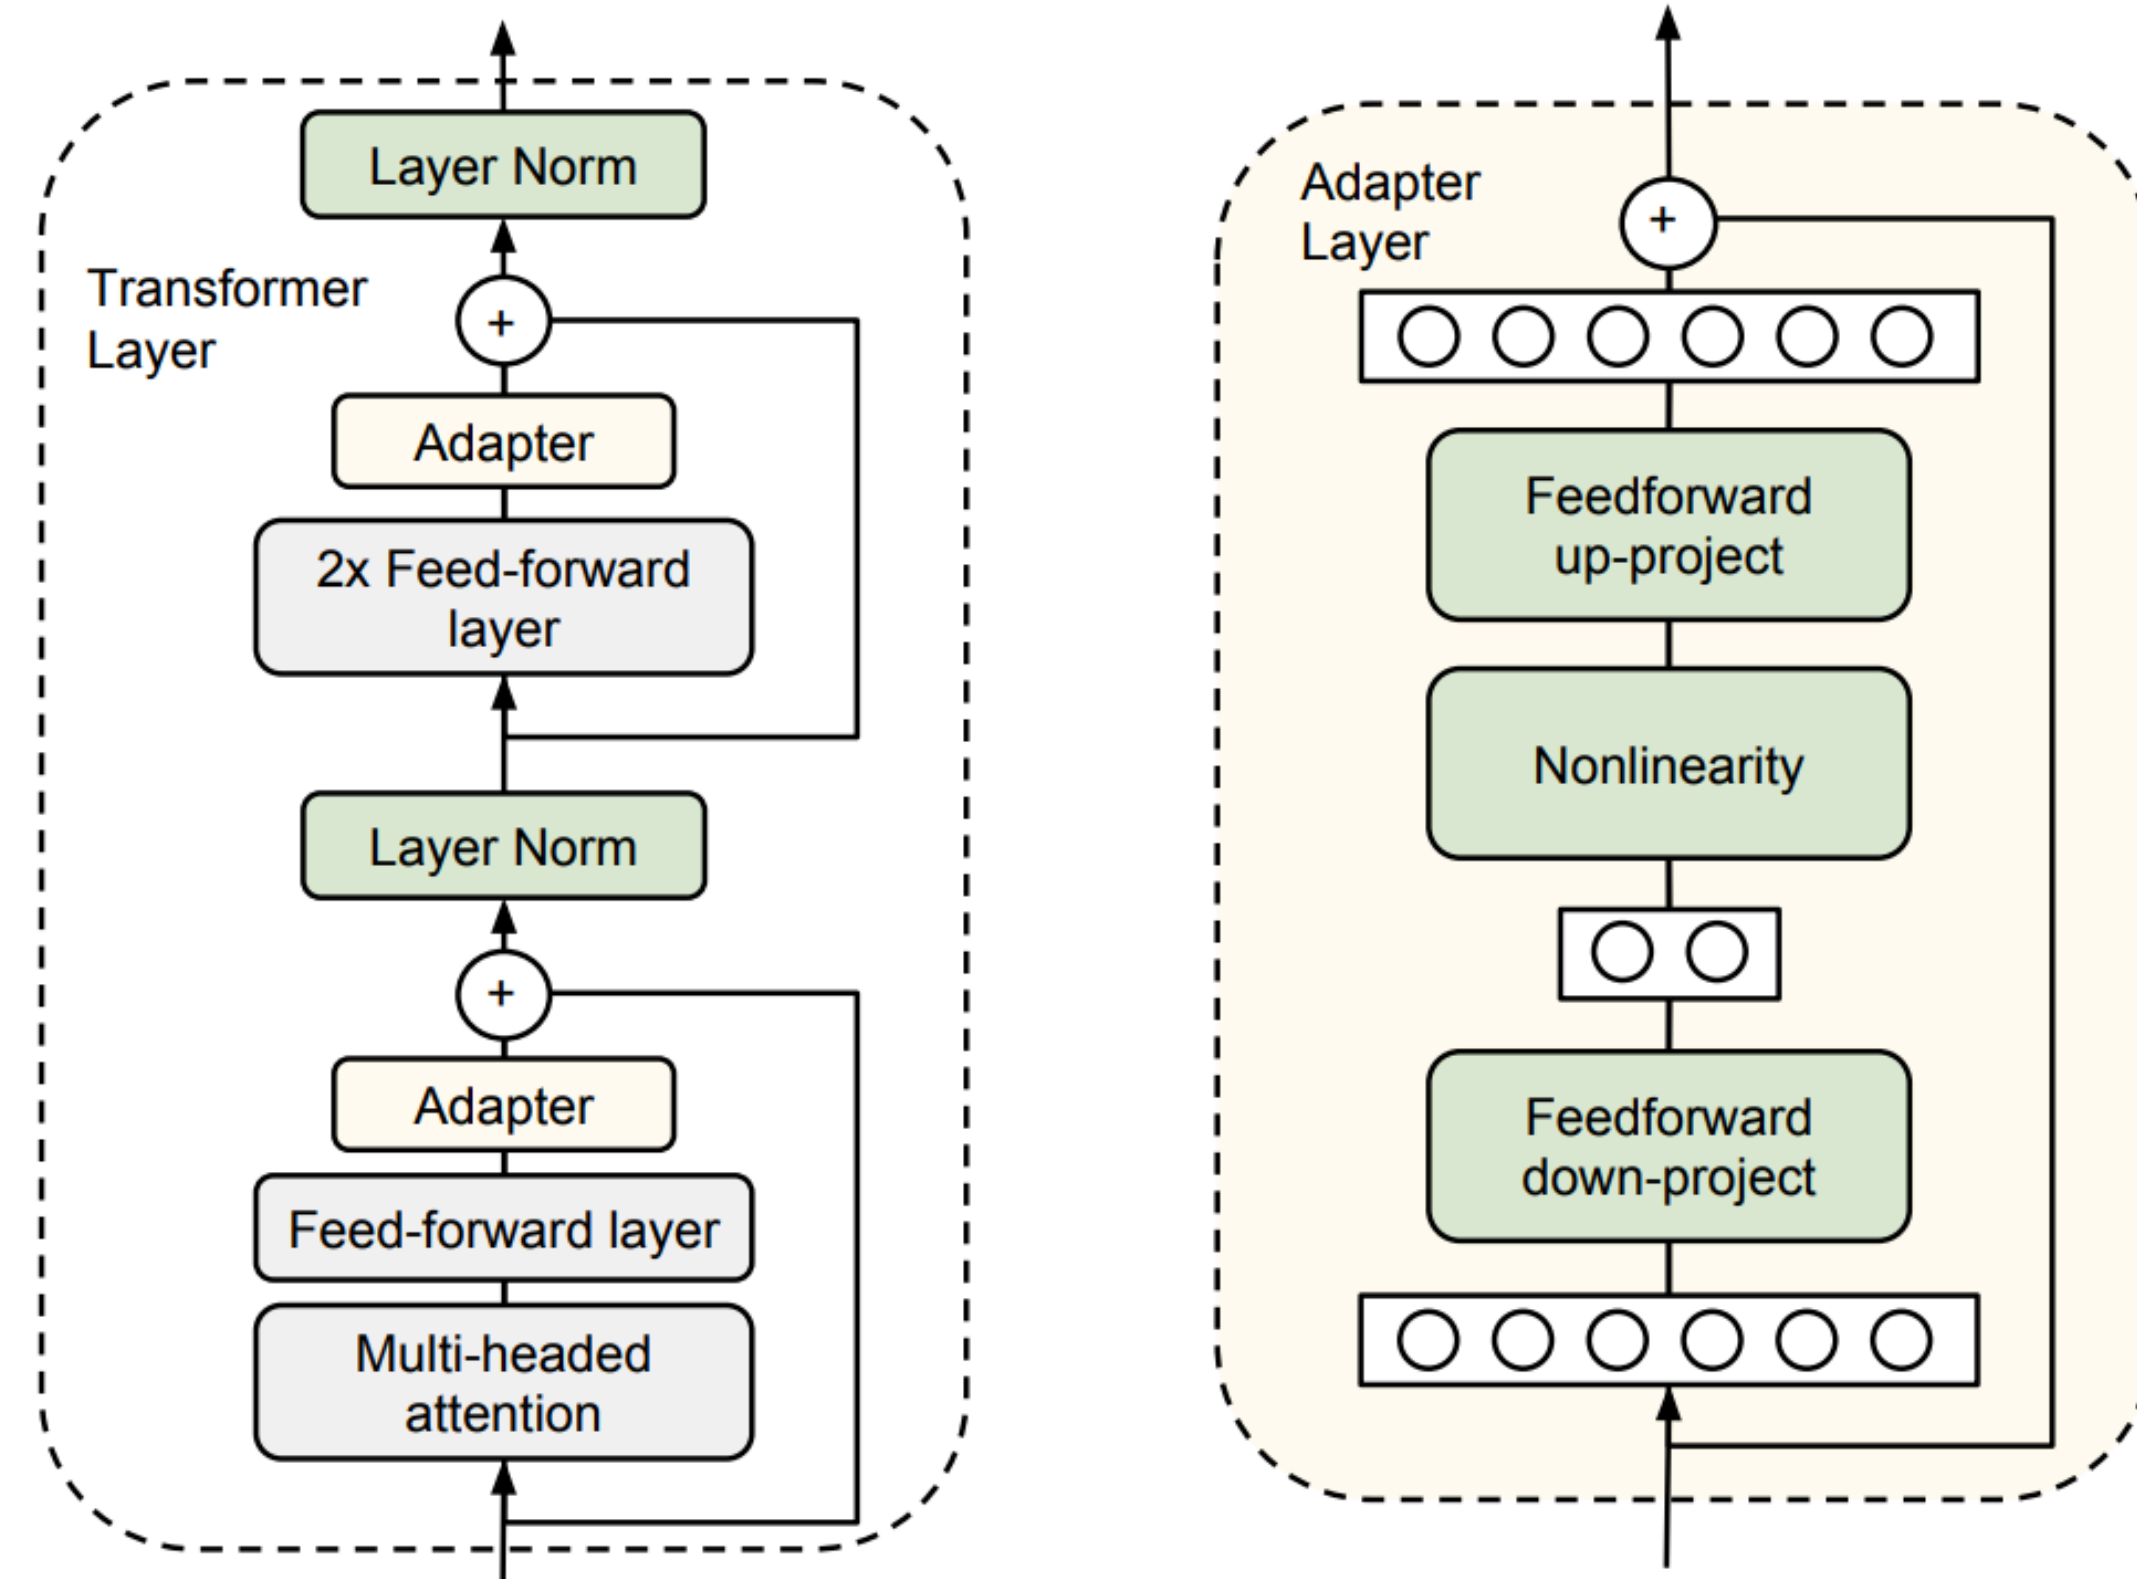 Layer Norm
Transformer
Layer
+
Adapter
2x Feed-forward
layer
Layer Norm
+
Adapter
Feed-forward layer
Multi-headed
attention
Adapter
Layer
+
Feedforward
up-project
Nonlinearity
Feedforward
down-project